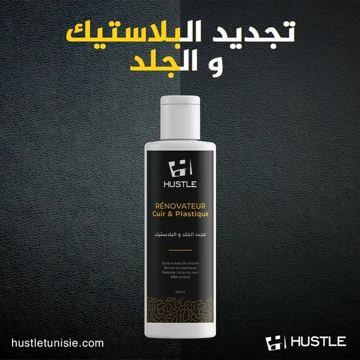 تجديد البلاستيك
و الجلد
HUSTLE
RÉNOVATEUR
Cuir & Plastique
مجدد الجلد و البلاستيك
hustletunisie.com
HUSTLE